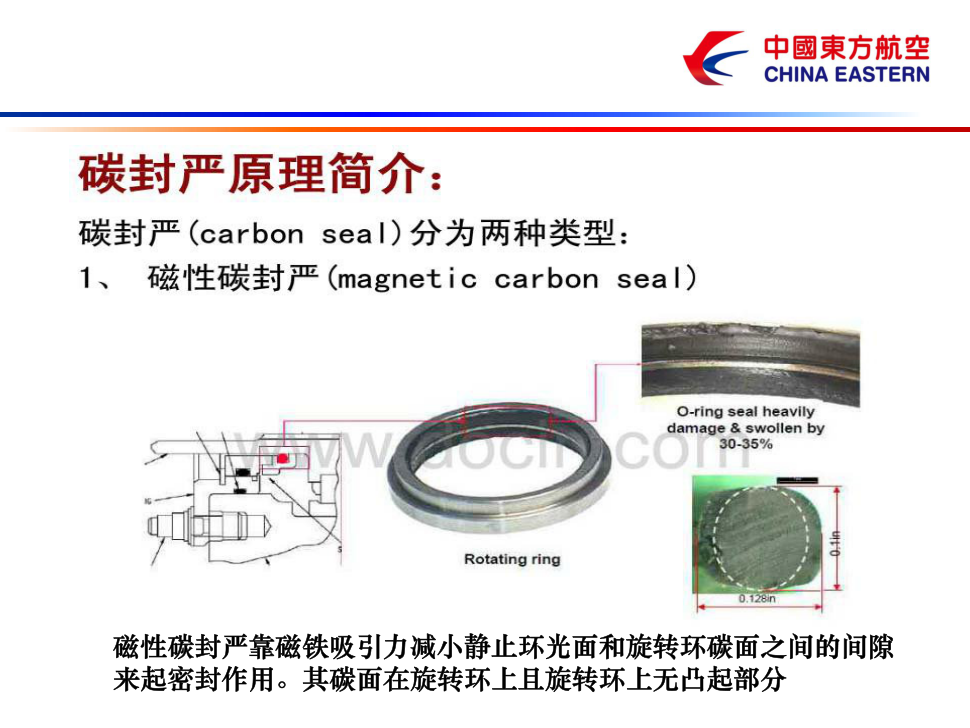 中國東方航空
CHINA EASTERN
碳封严原理简介：
碳封严(carbon seal)分为两种类型：
1、 磁性碳封严(magnetic carbon seal)
O-ring seal heavily
damage & swollen by
30-35%
www.docin.com
Rotating ring
0.1in
0.128in
磁性碳封严靠磁铁吸引力减小静止环光面和旋转环碳面之间的间隙
来起密封作用。其碳面在旋转环上且旋转环上无凸起部分